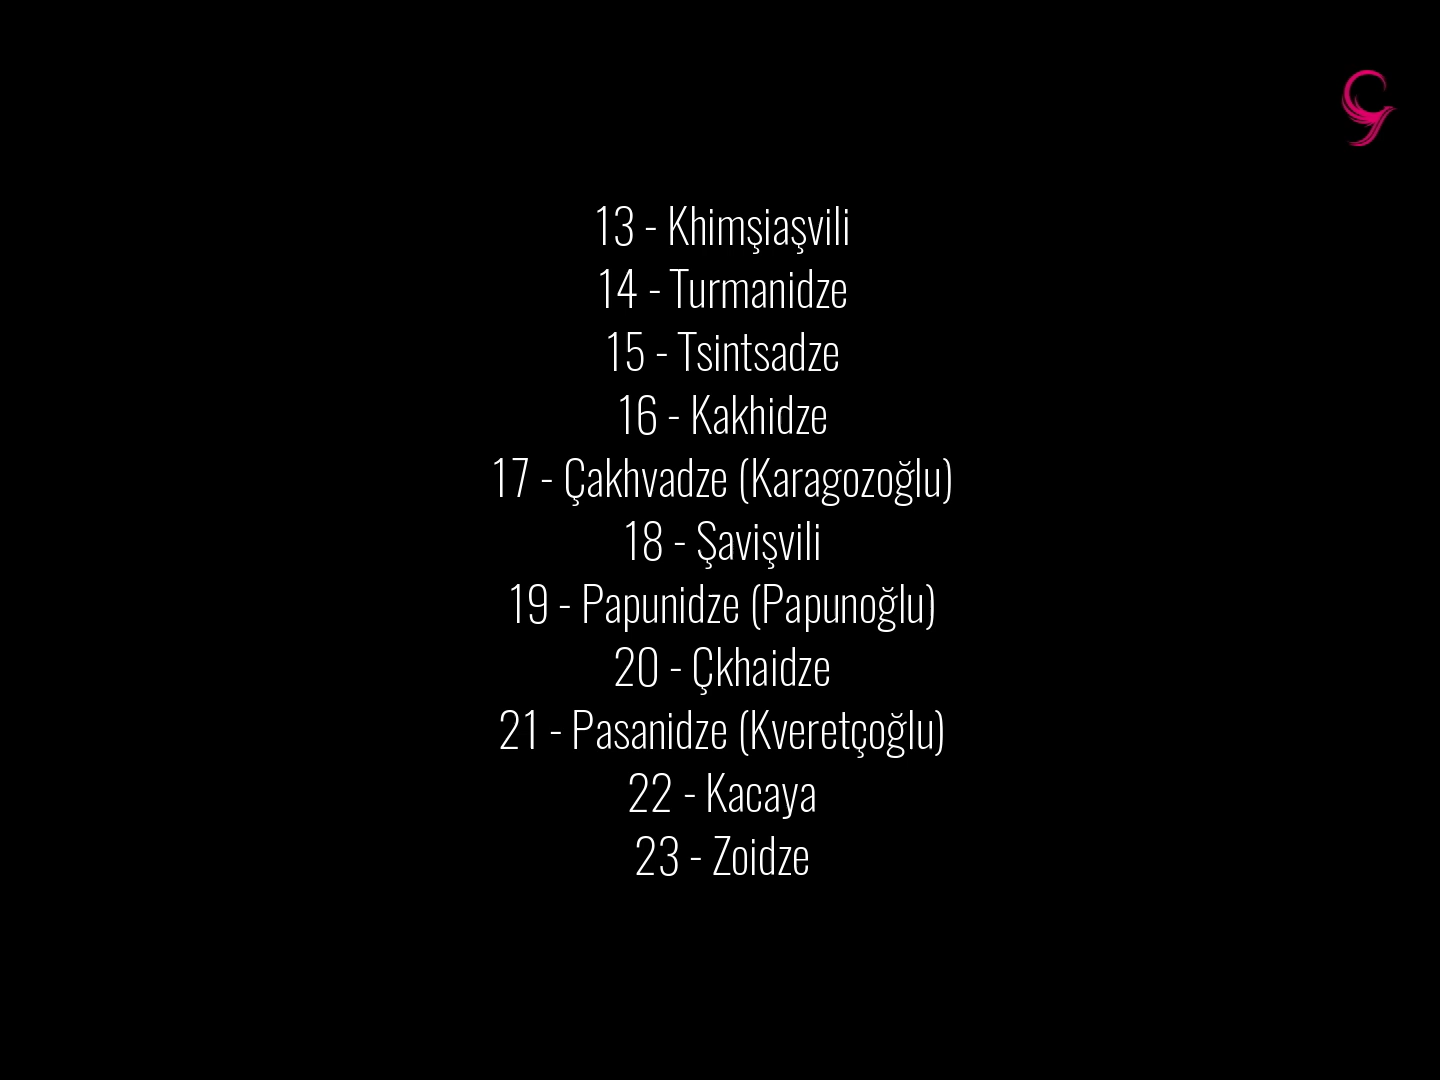 13 - Khimşiaşvili
14 - Turmanidze
15 - Tsintsadze
16 - Kakhidze
17 - Çakhvadze (Karagozoğlu)
18 - Şavişvili
19 - Papunidze (Papunoğlu)
20 - Çkhaidze
21 - Pasanidze (Kveretçoğlu)
22 - Kacaya
23 - Zoidze